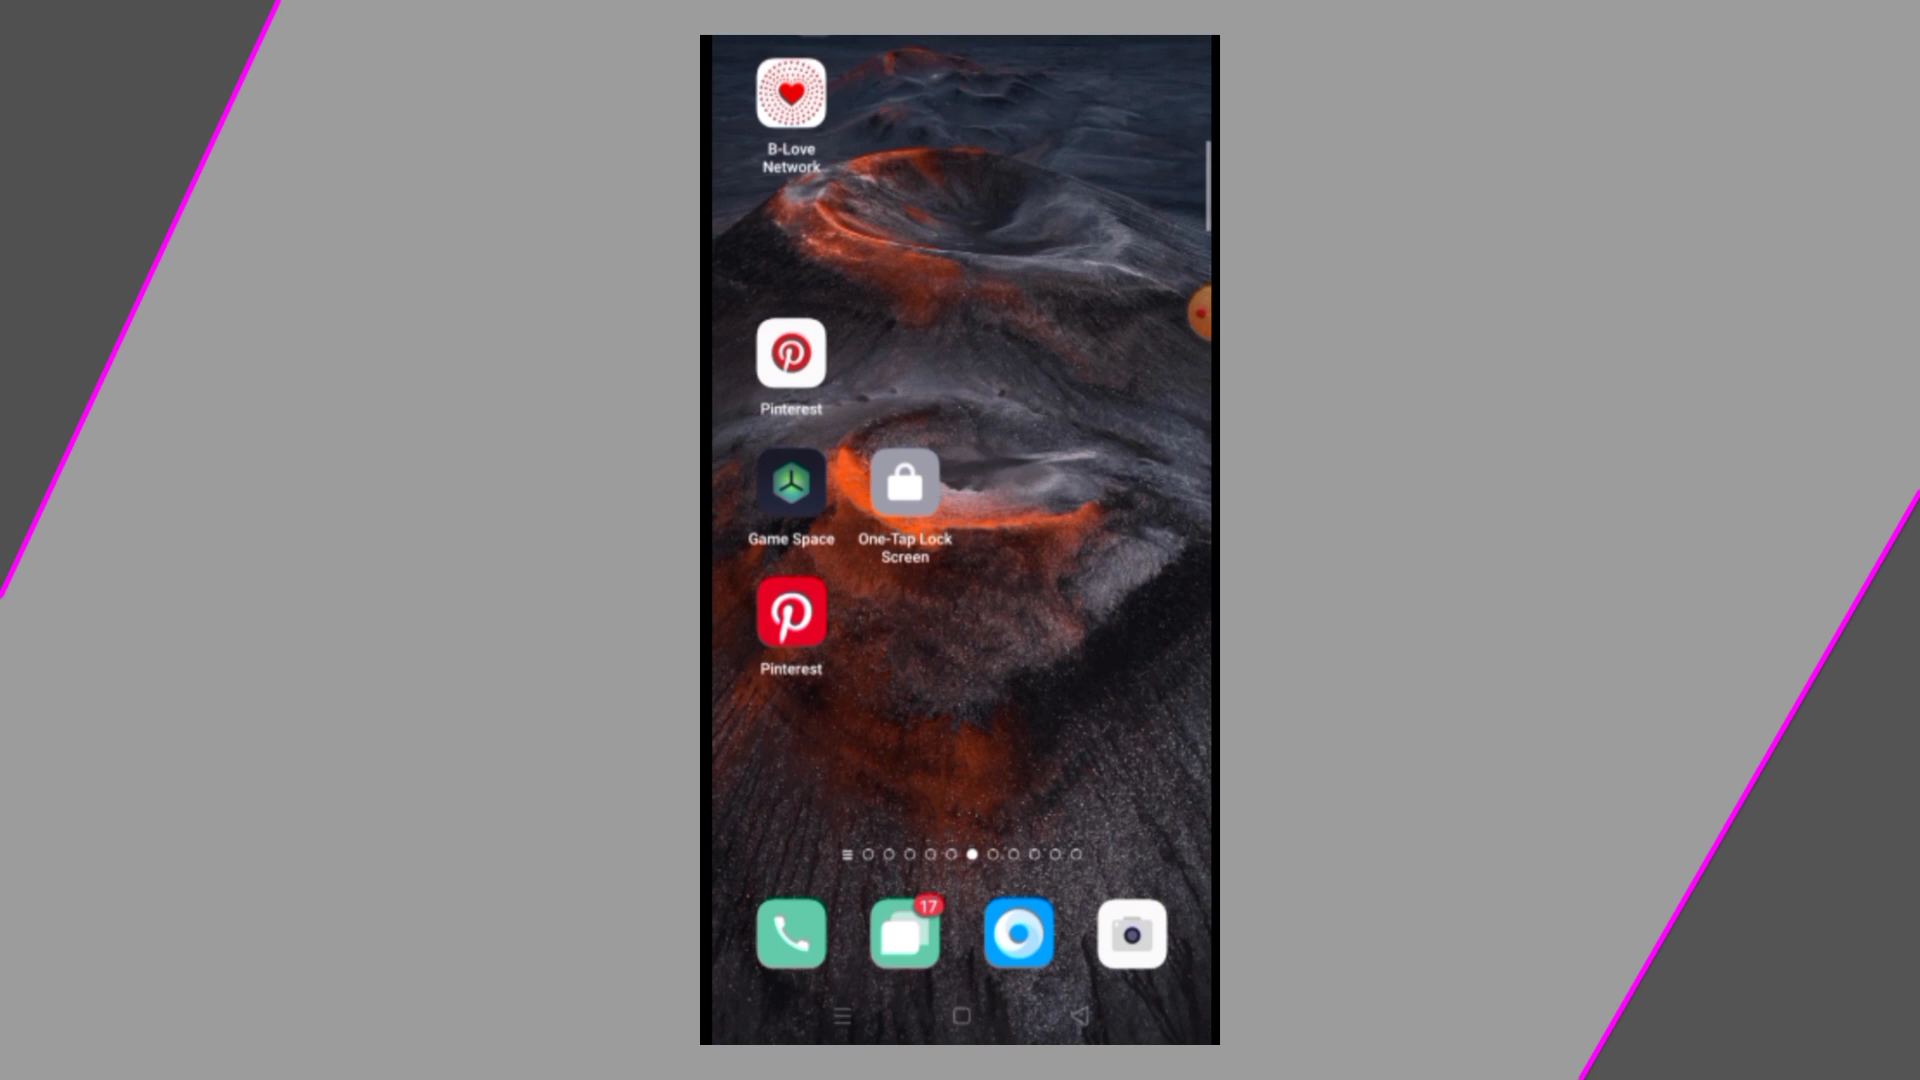 B-Love
Network
Pinterest
Game Space
One-Tap Lock
Screen
Pinterest
17